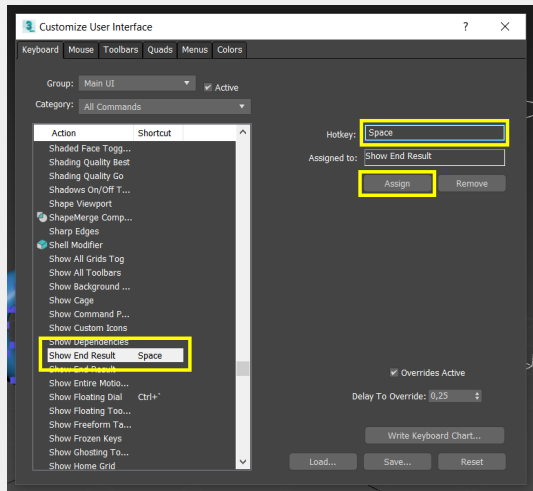 Customize User Interface
Keyboard Mouse Toolbars Quads Menus Colors
Group: Main UI Active
Category: All Commands
Action Shortcut
Shaded Face Togg...
Shading Quality Best
Shading Quality Go
Shadows On/Off T...
Shape Viewport
ShapeMerge Comp...
Sharp Edges
Shell Modifier
Show All Grids Tog
Show All Toolbars
Show Background ...
Show Cage
Show Command P...
Show Custom Icons
Show Dependencies
Show End Result Space
Show End Result
Show Entire Motio...
Show Floating Dial Ctrl+`
Show Floating Too...
Show Freeform Ta...
Show Frozen Keys
Show Ghosting To...
Show Home Grid
Hotkey: Space
Assigned to: Show End Result
Assign Remove
Overrides Active
Delay To Override: 0,25
Write Keyboard Chart...
Load... Save... Reset